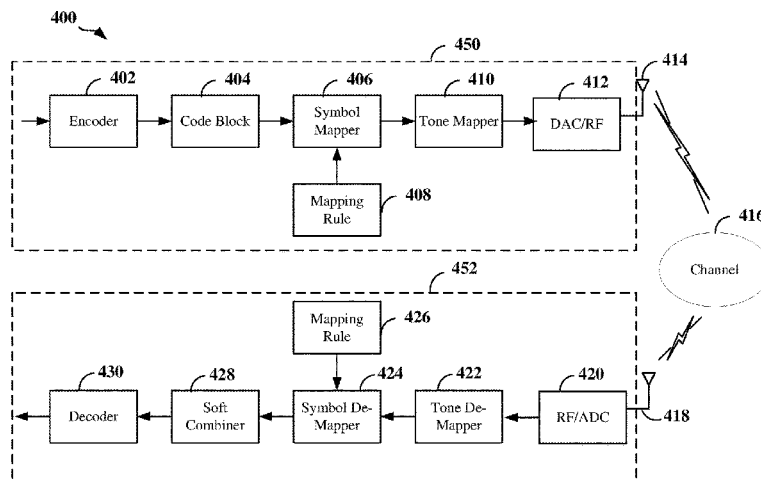 400
450
402
404
406
410
412
414
Encoder
Code Block
Symbol
Mapper
Tone Mapper
DAC/RF
Mapping
Rule
408
416
Channel
452
Mapping
Rule
426
430
428
424
422
420
Decoder
Soft
Combiner
Symbol De-
Mapper
Tone De-
Mapper
RF/ADC
418